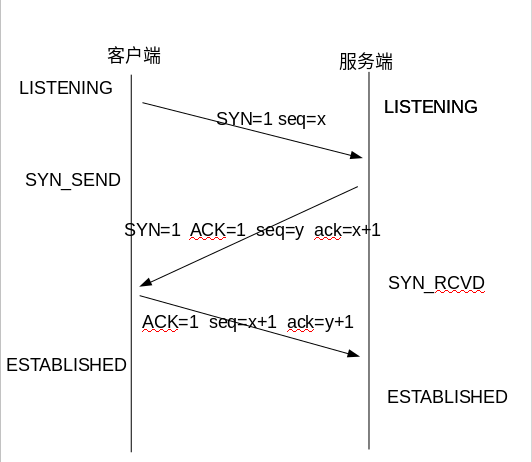 客户端
服务端
LISTENING
LISTENING
SYN=1 seq=x
SYN_SEND
SYN=1 ACK=1 seq=y ack=x+1
SYN_RCVD
ACK=1 seq=x+1 ack=y+1
ESTABLISHED
ESTABLISHED